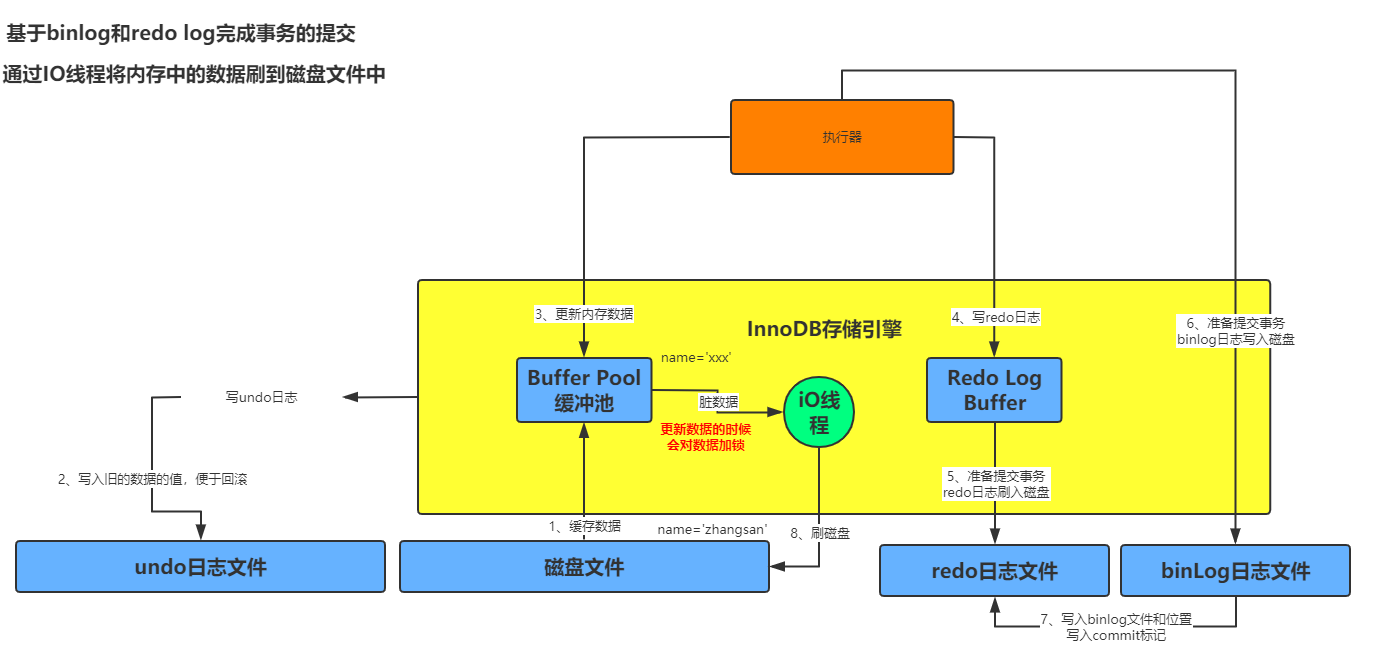 基于binlog和redo log完成事务的提交
通过IO线程将内存中的数据刷到磁盘文件中
执行器
3、更新内存数据
InnoDB存储引擎
4、写redo日志
6、准备提交事务
binlog日志写入磁盘
name='xxx'
Buffer Pool
缓冲池
脏数据
iO线
程
Redo Log
Buffer
写undo日志
更新数据的时候
会对数据加锁
2、写入旧的数据的值，便于回滚
5、准备提交事务
redo日志刷入磁盘
1、缓存数据
name='zhangsan'
8、刷磁盘
undo日志文件
磁盘文件
redo日志文件
binLog日志文件
7、写入binlog文件和位置
写入commit标记